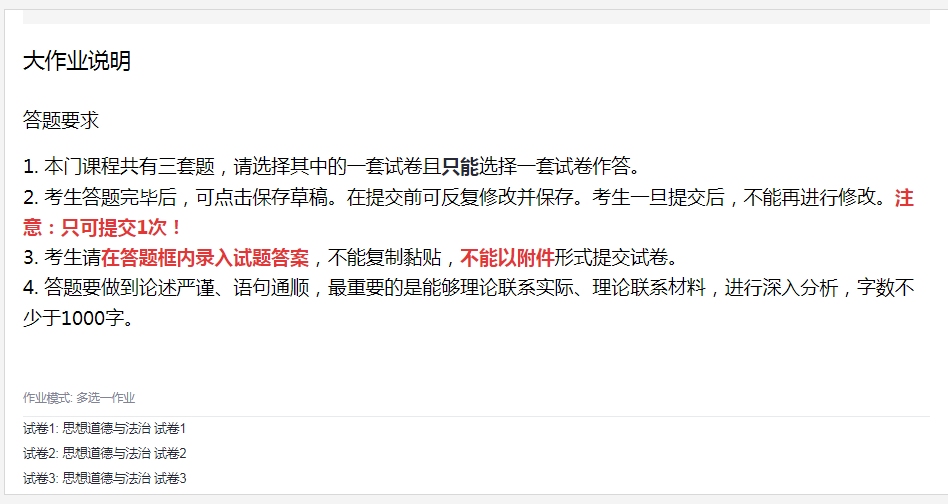 大作业说明
答题要求
1. 本门课程共有三套题，请选择其中的一套试卷且只能选择一套试卷作答。
2. 考生答题完毕后，可点击保存草稿。在提交前可反复修改并保存。考生一旦提交后，不能再进行修改。注
意：只可提交1次！
3. 考生请在答题框内录入试题答案，不能复制黏贴，不能以附件形式提交试卷。
4. 答题要做到论述严谨、语句通顺，最重要的是能够理论联系实际、理论联系材料，进行深入分析，字数不
少于1000字。
作业模式: 多选一作业
试卷1: 思想道德与法治 试卷1
试卷2: 思想道德与法治 试卷2
试卷3: 思想道德与法治 试卷3